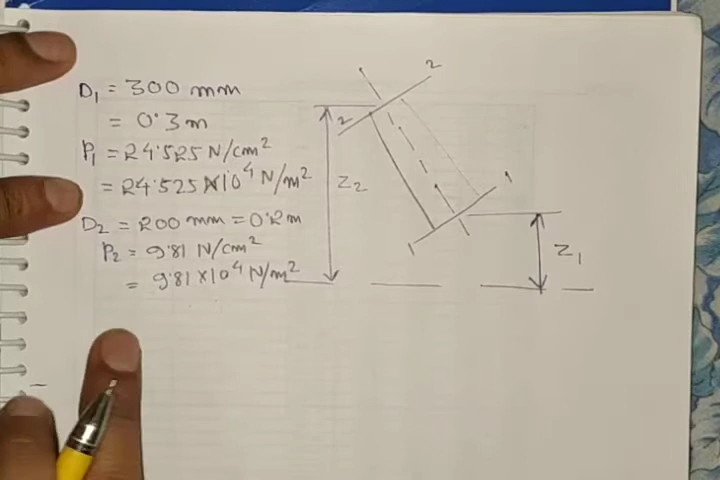 D₁ = 300 mm
= 0.3 m
P₁ = 24.525 N/cm²
= 24.525 × 10⁴ N/m²
D₂ = 200 mm = 0.2 m
P₂ = 9.81 N/cm²
= 9.81 × 10⁴ N/m²
2
2
Z₂
1
1
Z₁